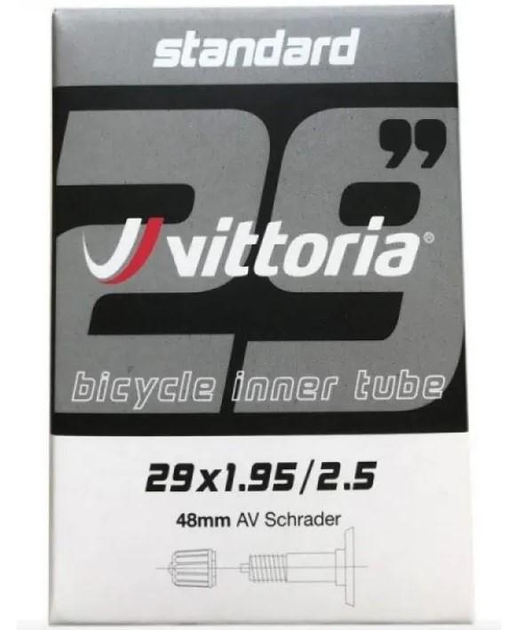 standard
29”
vittoria®
bicycle inner tube
29x1.95/2.5
48mm AV Schrader